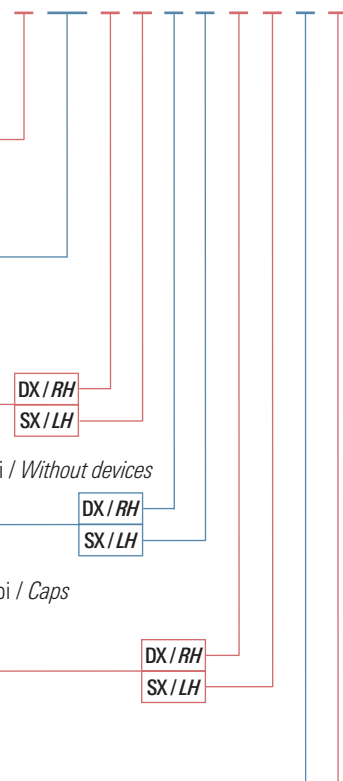 DX / RH
SX / LH
i / Without devices
DX / RH
SX / LH
pi / Caps
DX / RH
SX / LH